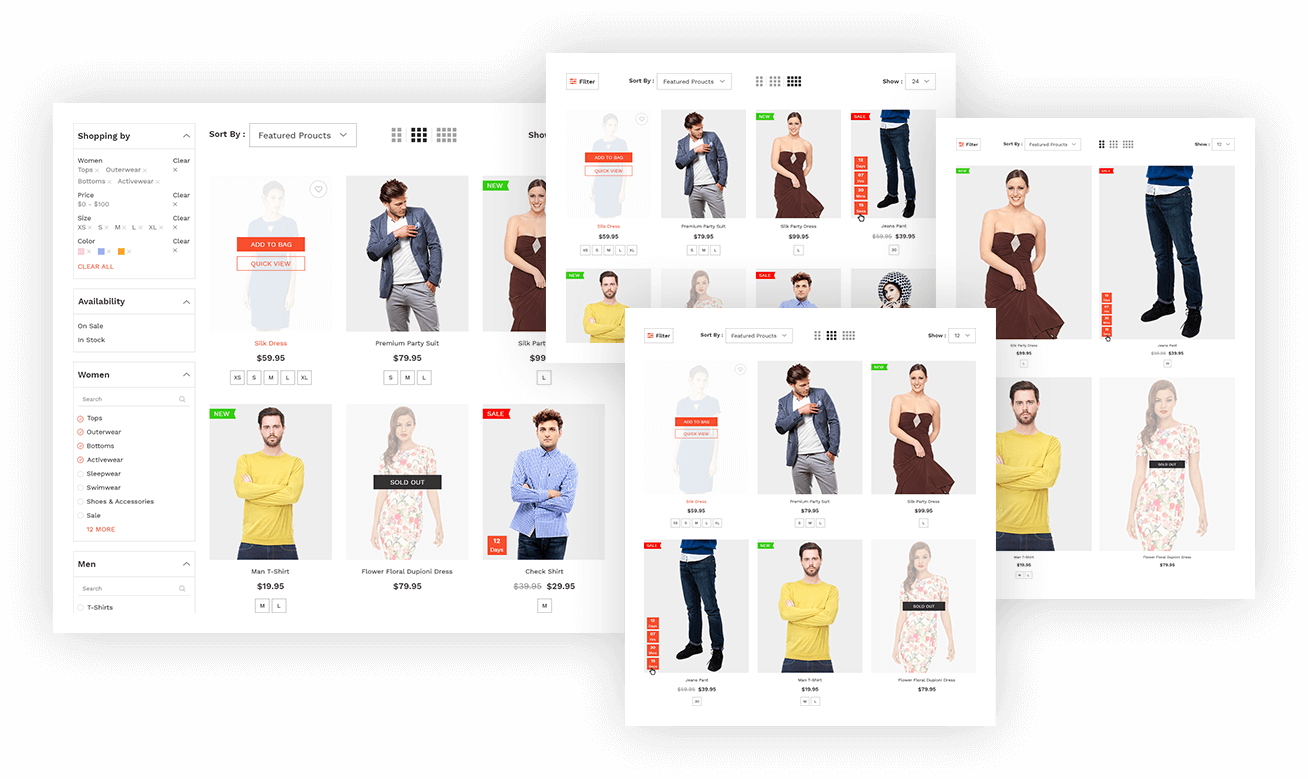 Shopping by
Women Clear
Tops × Outerwear × ×
Bottoms × Activewear ×
Price Clear
$0 - $100 ×
Size Clear
XS × S × M × L × XL × ×
Color Clear
× × × ×
CLEAR ALL
Availability
On Sale
In Stock
Women
Search
Tops
Outerwear
Bottoms
Activewear
Sleepwear
Swimwear
Shoes & Accessories
Sale
12 MORE
Men
Search
T-Shirts
Sort By : Featured Proucts Show
NEW
ADD TO BAG
QUICK VIEW
Silk Dress Premium Party Suit Silk Part
$59.95 $79.95 $99
XS S M L XL S M L L
NEW SALE
SOLD OUT
12
Days
Man T-Shirt Flower Floral Dupioni Dress Check Shirt
$19.95 $79.95 $39.95 $29.95
M L M
Filter Sort By : Featured Proucts Show : 24
NEW SALE
ADD TO BAG
QUICK VIEW
12
Days
07
Hrs
30
Mins
15
Secs
Silk Dress Premium Party Suit Silk Party Dress Jeans Pant
$59.95 $79.95 $99.95 $59.95 $39.95
XS S M L XL S M L L 30
NEW SALE
Filter Sort By : Featured Proucts Show : 12
NEW
ADD TO BAG
QUICK VIEW
Silk Dress Premium Party Suit Silk Party Dress
$59.95 $79.95 $99.95
XS S M L XL S M L L
SALE NEW
SOLD OUT
12
Days
07
Hrs
30
Mins
15
Secs
Jeans Pant Man T-Shirt Flower Floral Dupioni Dress
$59.95 $39.95 $19.95 $79.95
30 M L
Filter Sort By : Featured Proucts Show : 12
NEW SALE
12
07
30
15
Silk Party Dress Jeans Pant
$99.95 $59.95 $39.95
L
SOLD OUT
Man T-Shirt Flower Floral Dupioni Dress
$19.95 $79.95
M L